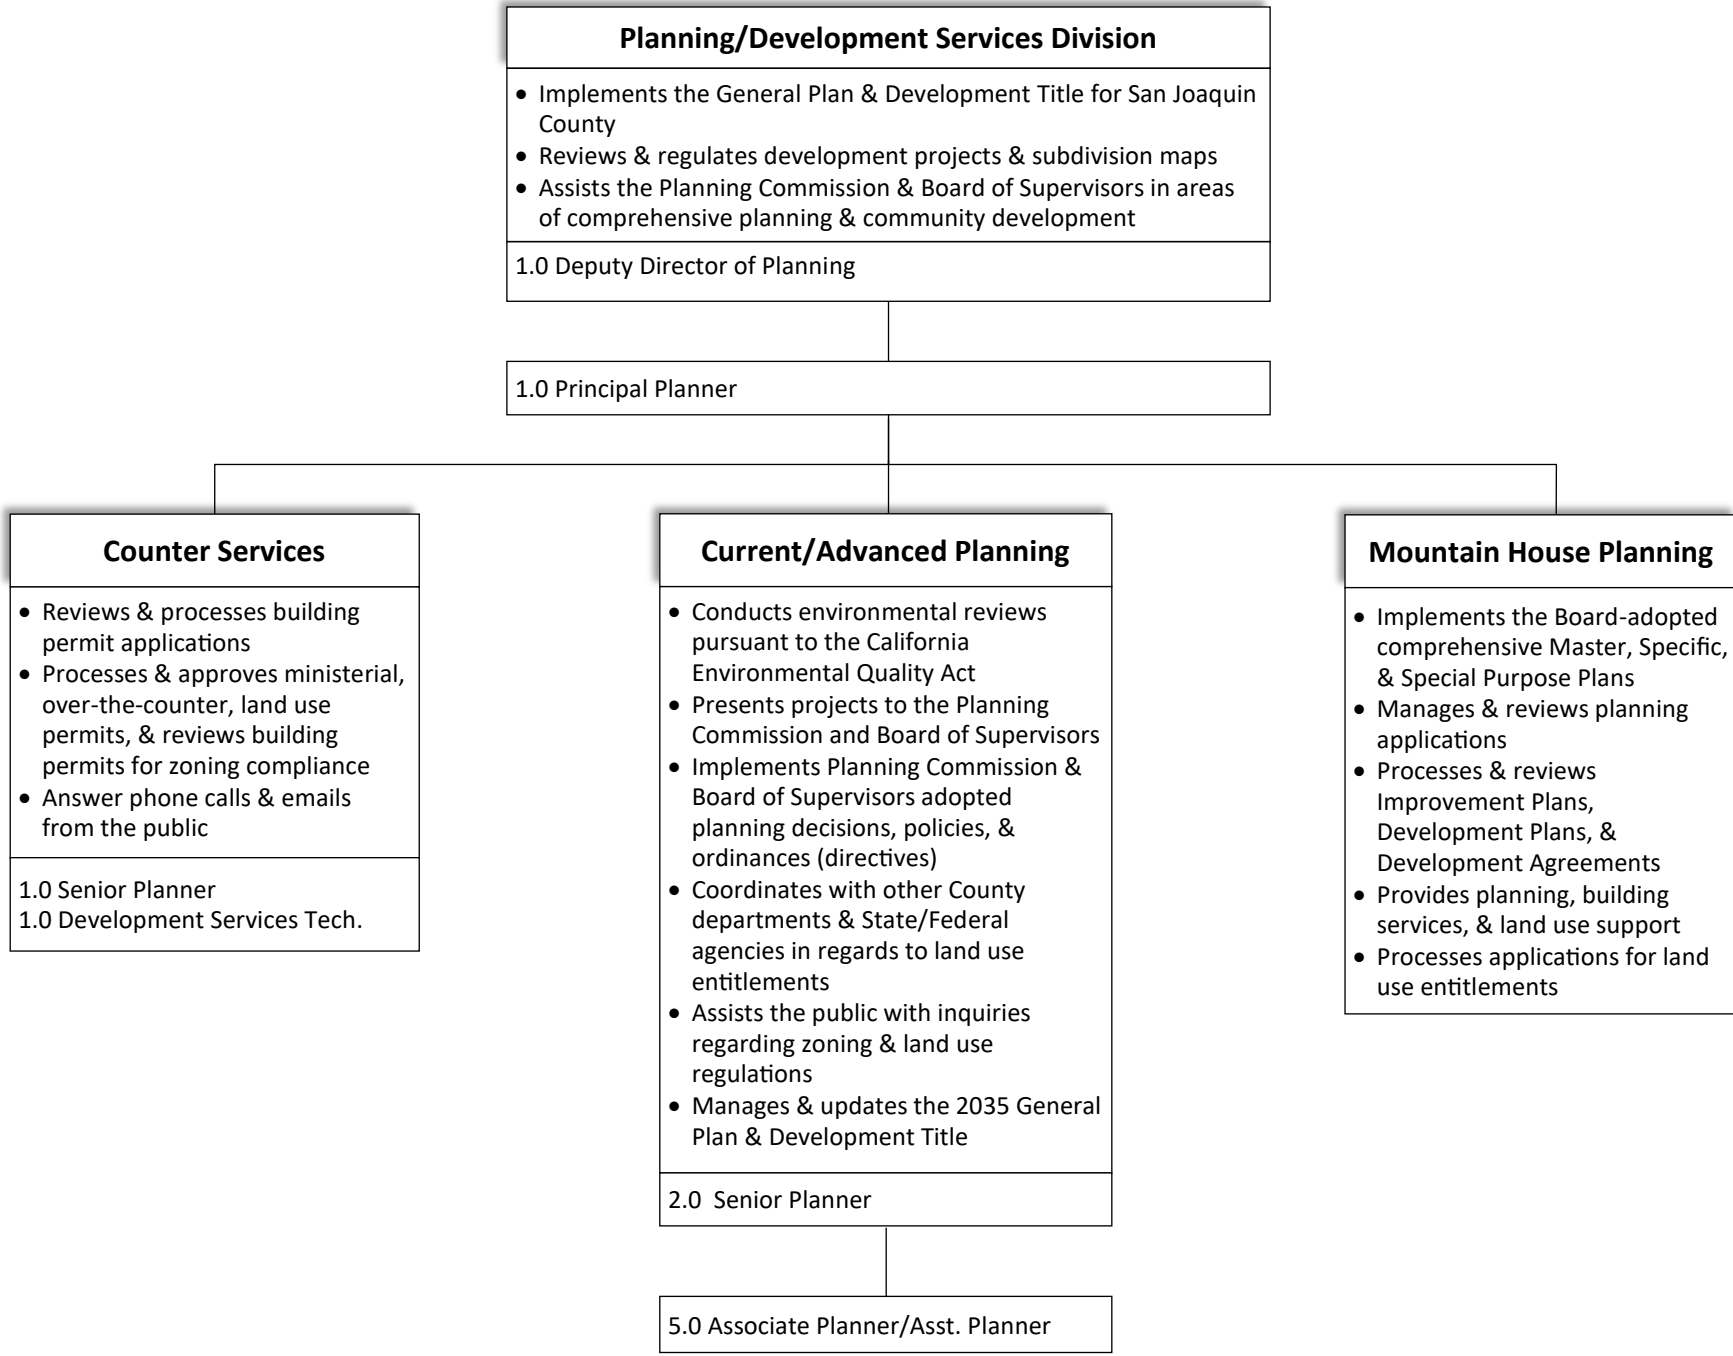 Planning/Development Services Division
• Implements the General Plan & Development Title for San Joaquin
County
• Reviews & regulates development projects & subdivision maps
• Assists the Planning Commission & Board of Supervisors in areas
of comprehensive planning & community development
1.0 Deputy Director of Planning
1.0 Principal Planner
Counter Services
• Reviews & processes building
permit applications
• Processes & approves ministerial,
over-the-counter, land use
permits, & reviews building
permits for zoning compliance
• Answer phone calls & emails
from the public
1.0 Senior Planner
1.0 Development Services Tech.
Current/Advanced Planning
• Conducts environmental reviews
pursuant to the California
Environmental Quality Act
• Presents projects to the Planning
Commission and Board of Supervisors
• Implements Planning Commission &
Board of Supervisors adopted
planning decisions, policies, &
ordinances (directives)
• Coordinates with other County
departments & State/Federal
agencies in regards to land use
entitlements
• Assists the public with inquiries
regarding zoning & land use
regulations
• Manages & updates the 2035 General
Plan & Development Title
2.0  Senior Planner
5.0 Associate Planner/Asst. Planner
Mountain House Planning
• Implements the Board-adopted
comprehensive Master, Specific,
& Special Purpose Plans
• Manages & reviews planning
applications
• Processes & reviews
Improvement Plans,
Development Plans, &
Development Agreements
• Provides planning, building
services, & land use support
• Processes applications for land
use entitlements